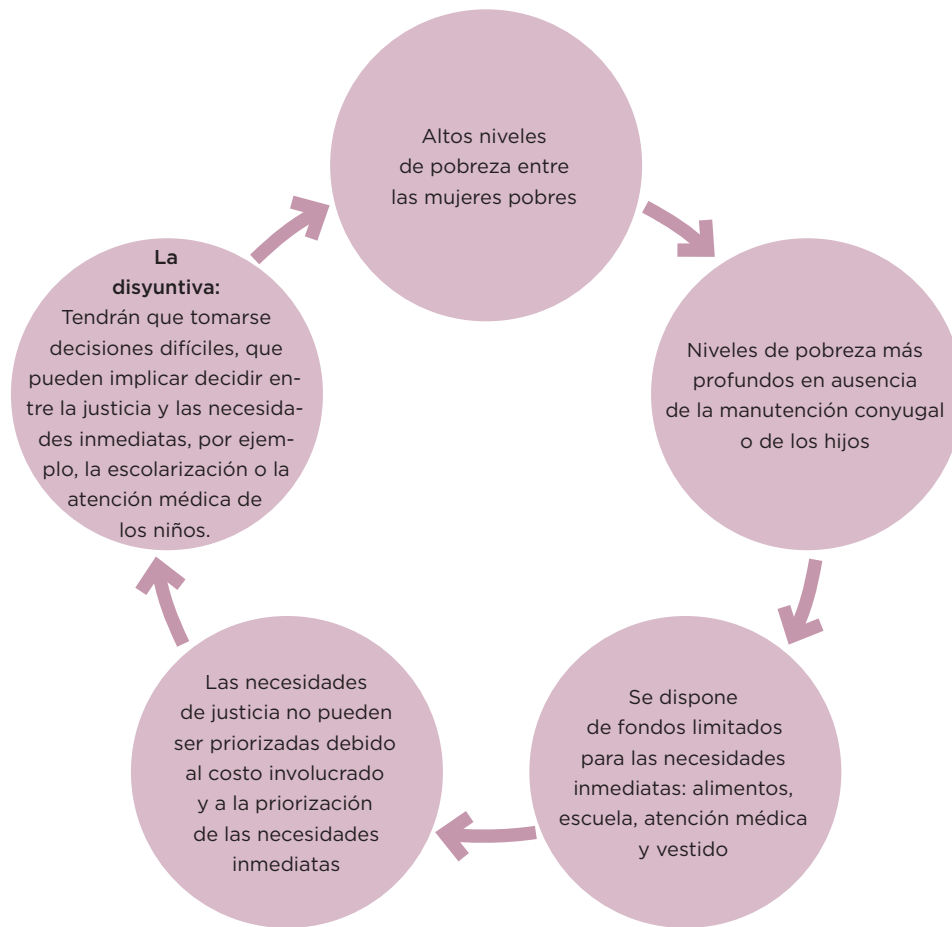 Altos niveles
de pobreza entre
las mujeres pobres
Niveles de pobreza más
profundos en ausencia
de la manutención conyugal
o de los hijos
Se dispone
de fondos limitados
para las necesidades
inmediatas: alimentos,
escuela, atención médica
y vestido
Las necesidades
de justicia no pueden
ser priorizadas debido
al costo involucrado
y a la priorización
de las necesidades
inmediatas
La
disyuntiva:
Tendrán que tomarse
decisiones difíciles, que
pueden implicar decidir en-
tre la justicia y las necesida-
des inmediatas, por ejem-
plo, la escolarización o la
atención médica de
los niños.